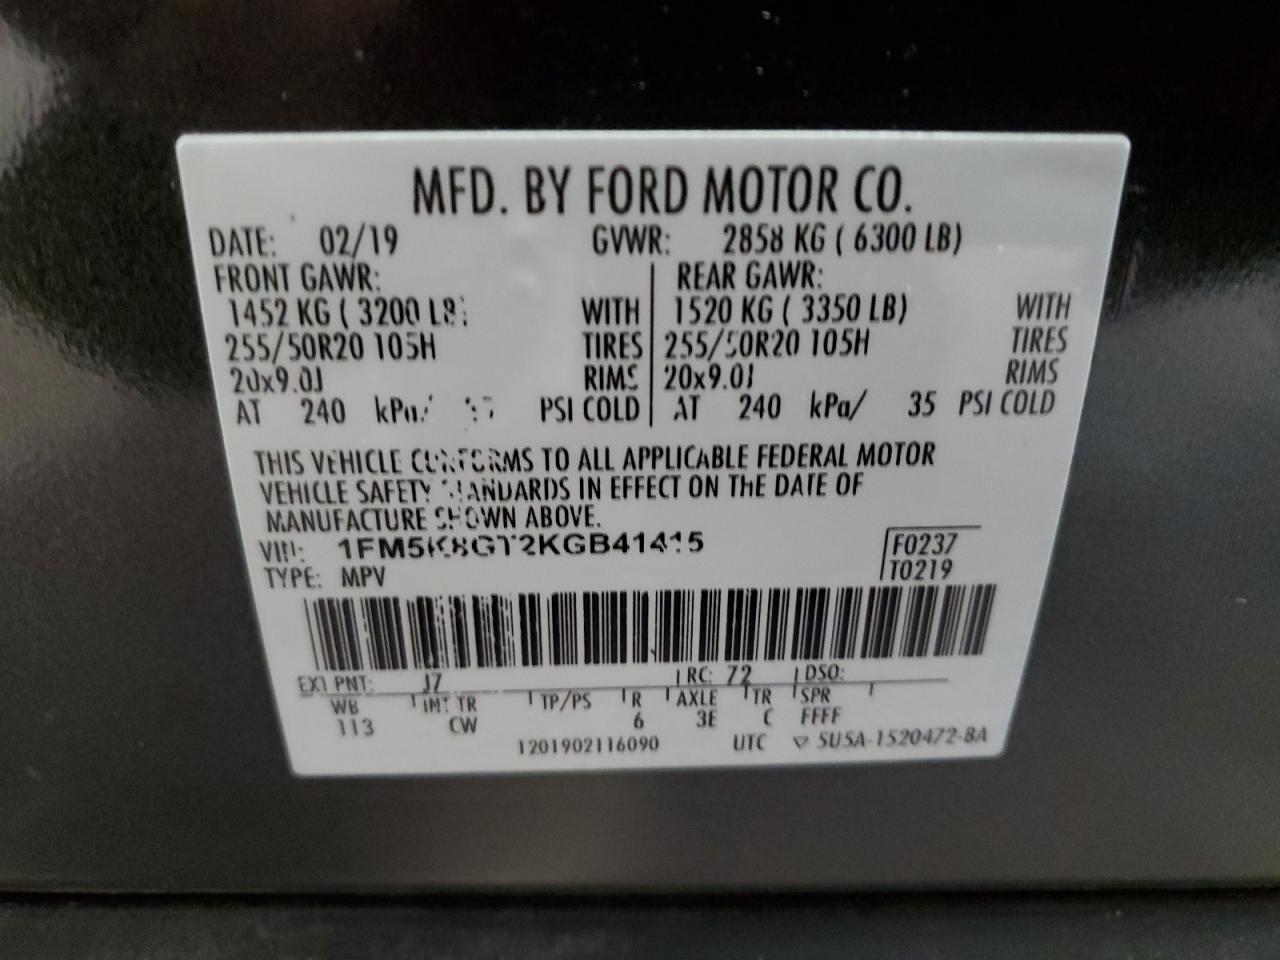 MFD. BY FORD MOTOR CO.
DATE: 02/19 GVWR: 2858 KG ( 6300 LB)
FRONT GAWR: REAR GAWR:
1452 KG ( 3200 LB) WITH 1520 KG ( 3350 LB) WITH
255/50R20 105H TIRES 255/50R20 105H TIRES
20x9.0J RIMS 20x9.0J RIMS
AT 240 kPa/ PSI COLD AT 240 kPa/ 35 PSI COLD
THIS VEHICLE CONFORMS TO ALL APPLICABLE FEDERAL MOTOR
VEHICLE SAFETY STANDARDS IN EFFECT ON THE DATE OF
MANUFACTURE SHOWN ABOVE.
VIN: 1FM5K8GT2KGB41415 F0237
TYPE: MPV T0219
EXT PNT: J7 RC: 72 DSO:
WB INT TR TP/PS R AXLE TR SPR
113 CW 6 3E C FFFF
1201902116090 UTC ▽ 5U5A-1520472-BA